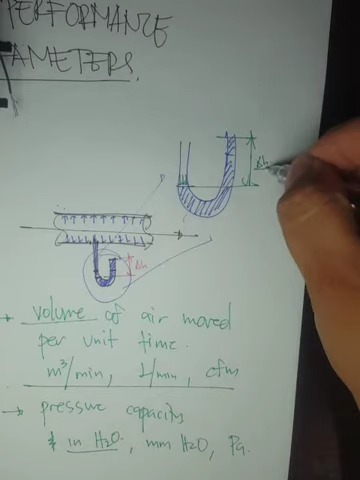 PERFORMANCE
AMETERS.
Δh
Δh
volume of air moved
per unit time.
m³/min, L/min, cfm
→ pressure capacity
* in H₂O, mm H₂O, Pa.